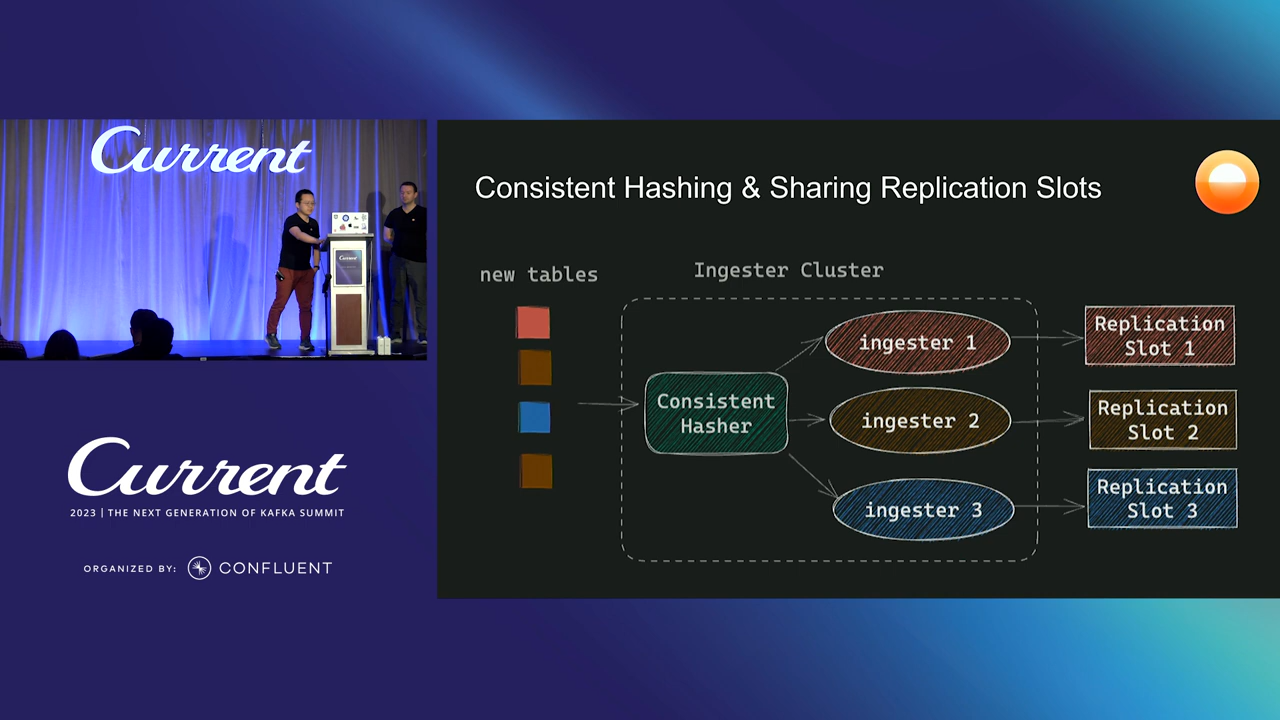 Current
Current
Current
2023 | THE NEXT GENERATION OF KAFKA SUMMIT
ORGANIZED BY: CONFLUENT
Consistent Hashing & Sharing Replication Slots
new tables
Ingester Cluster
Consistent
Hasher
ingester 1
ingester 2
ingester 3
Replication
Slot 1
Replication
Slot 2
Replication
Slot 3